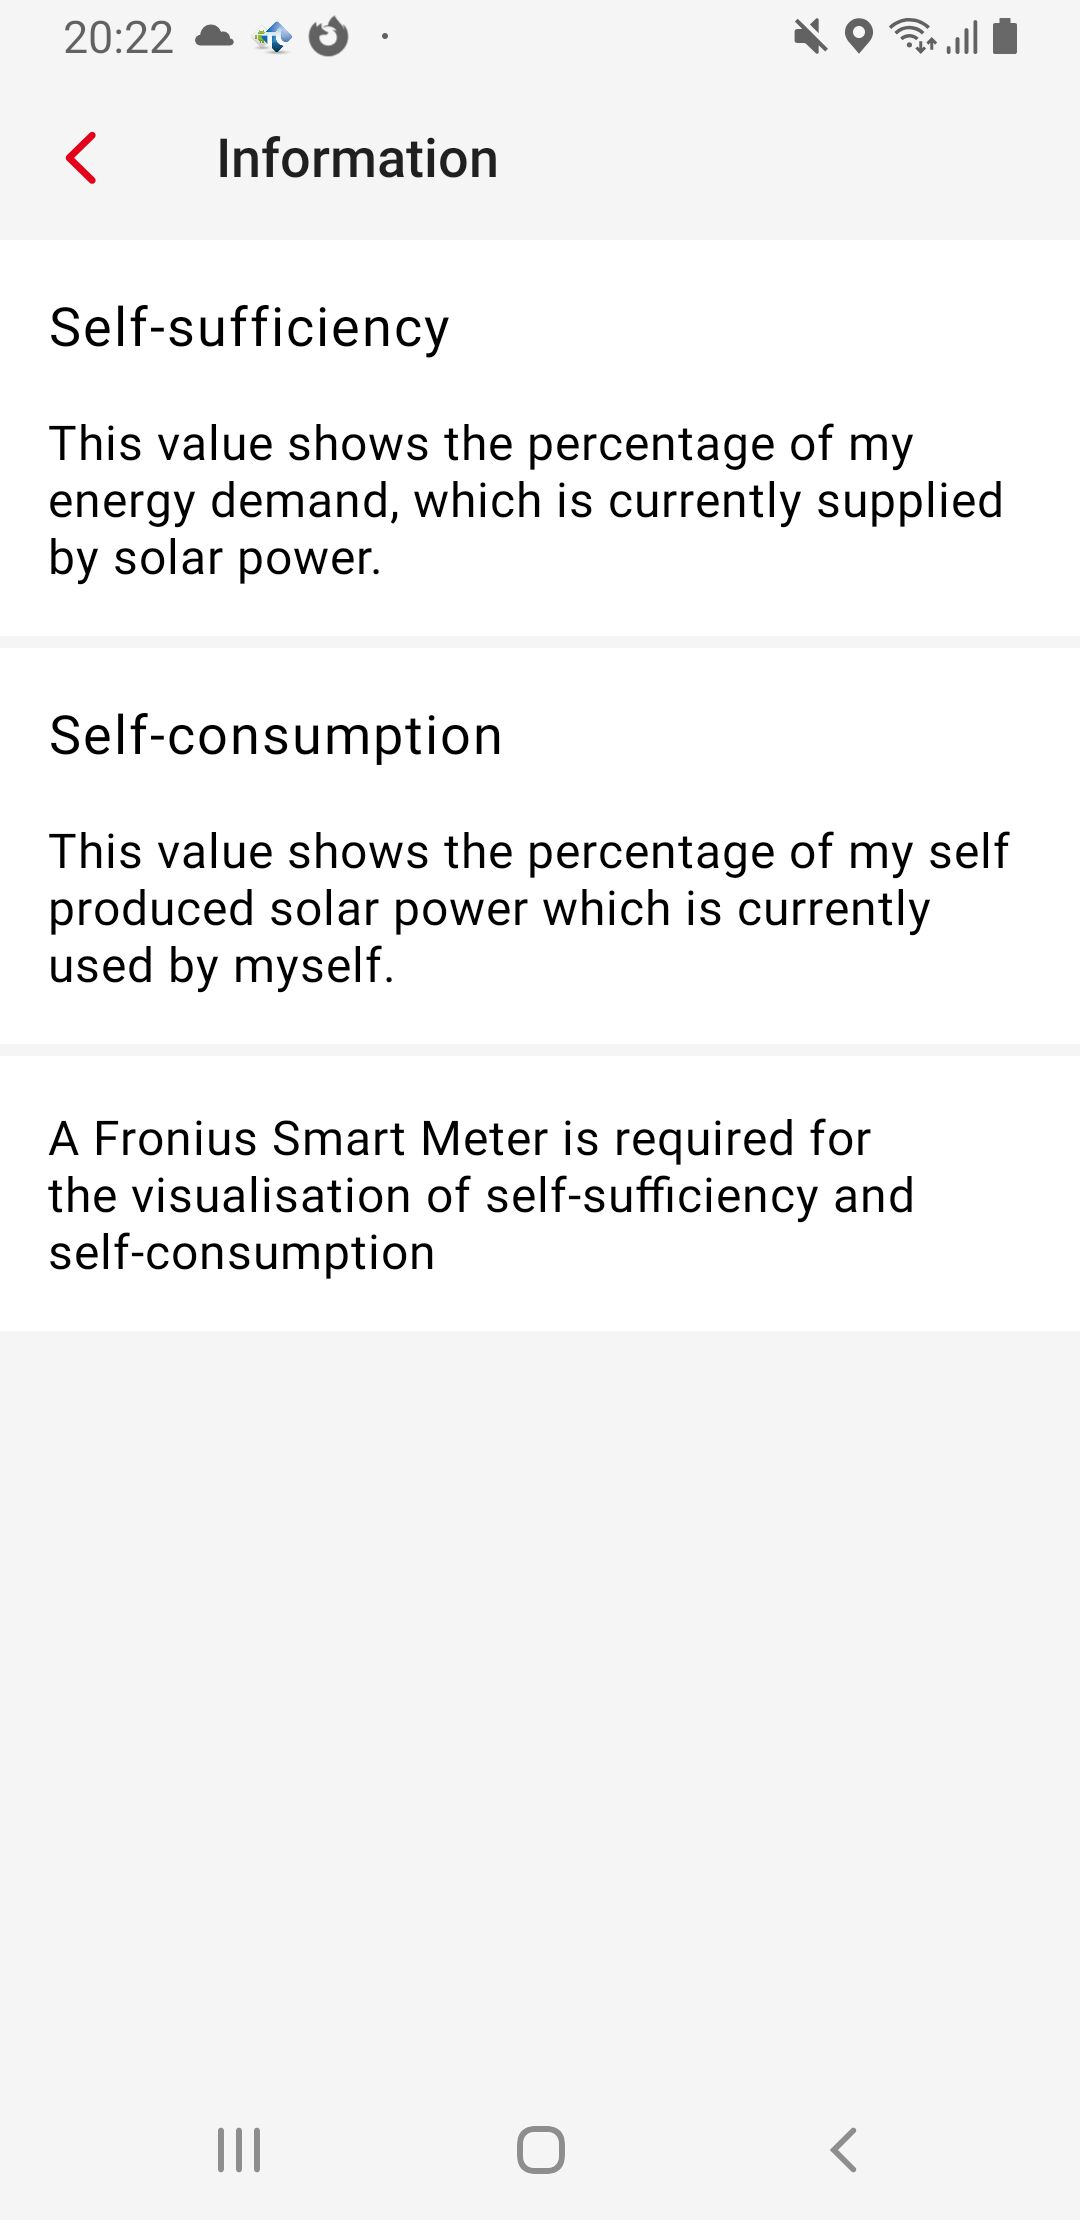 20:22
Information
Self-sufficiency
This value shows the percentage of my
energy demand, which is currently supplied
by solar power.
Self-consumption
This value shows the percentage of my self
produced solar power which is currently
used by myself.
A Fronius Smart Meter is required for
the visualisation of self-sufficiency and
self-consumption